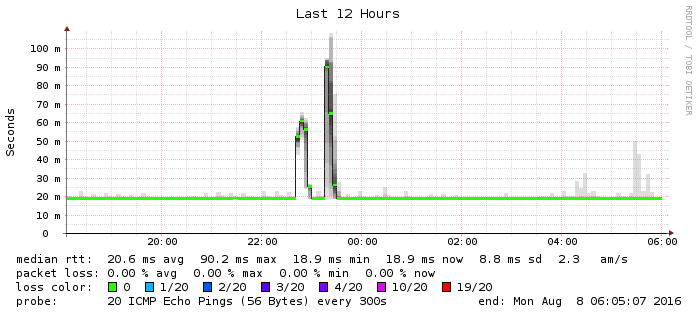 Last 12 Hours
RRDTOOL / TOBI OETIKER
Seconds
100 m
90 m
80 m
70 m
60 m
50 m
40 m
30 m
20 m
10 m
0
20:00 22:00 00:00 02:00 04:00 06:00
median rtt: 20.6 ms avg 90.2 ms max 18.9 ms min 18.9 ms now 8.8 ms sd 2.3 am/s
packet loss: 0.00 % avg 0.00 % max 0.00 % min 0.00 % now
loss color: 0 1/20 2/20 3/20 4/20 10/20 19/20
probe: 20 ICMP Echo Pings (56 Bytes) every 300s end: Mon Aug 8 06:05:07 2016